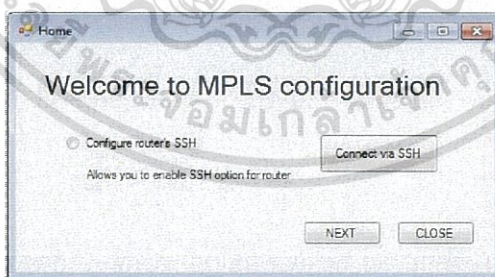 Home
Welcome to MPLS configuration
Configure router's SSH
Connect via SSH
Allows you to enable SSH option for router
NEXT
CLOSE